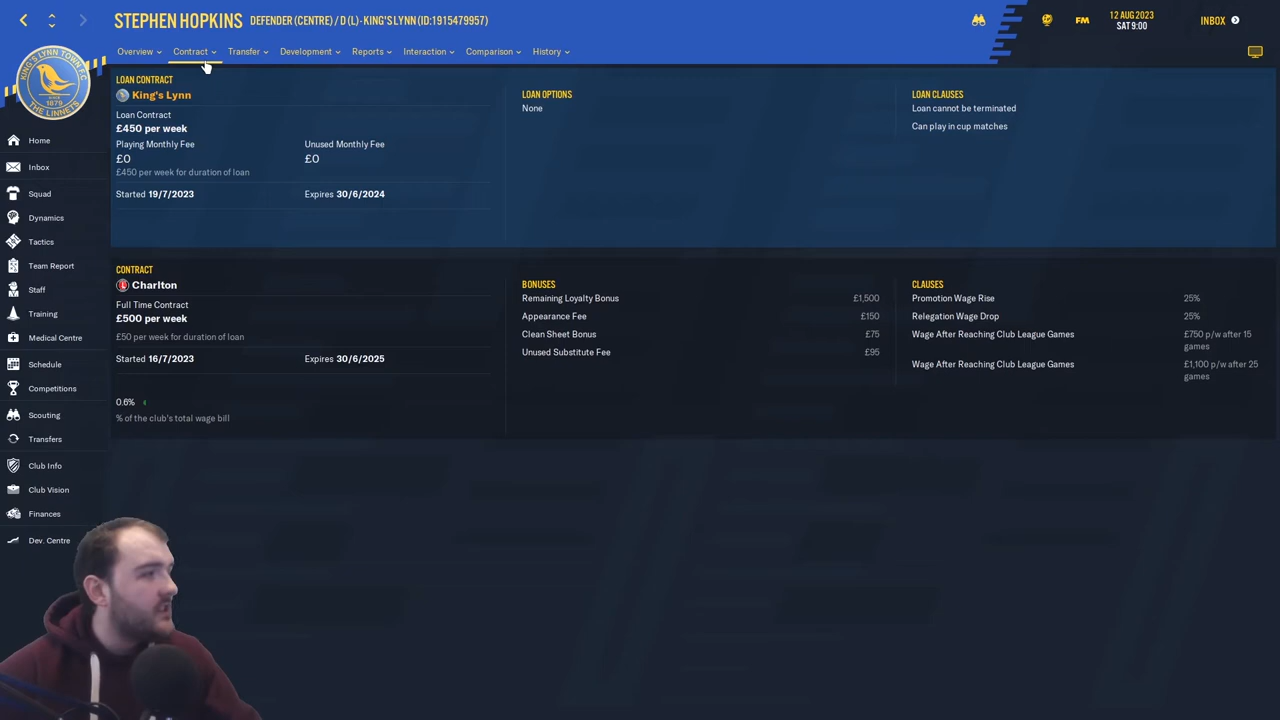 STEPHEN HOPKINS DEFENDER (CENTRE) / D (L) - KING'S LYNN (ID:1915479957)
12 AUG 2023
SAT 9:00
INBOX
FM
Overview Contract Transfer Development Reports Interaction Comparison History
KING'S LYNN TOWN F.C
SINCE
1879
THE LINNETS
Home
Inbox
Squad
Dynamics
Tactics
Team Report
Staff
Training
Medical Centre
Schedule
Competitions
Scouting
Transfers
Club Info
Club Vision
Finances
Dev. Centre
LOAN CONTRACT
King's Lynn
Loan Contract
£450 per week
Playing Monthly Fee Unused Monthly Fee
£0 £0
£450 per week for duration of loan
Started 19/7/2023 Expires 30/6/2024
LOAN OPTIONS
None
LOAN CLAUSES
Loan cannot be terminated
Can play in cup matches
CONTRACT
Charlton
Full Time Contract
£500 per week
£50 per week for duration of loan
Started 16/7/2023 Expires 30/6/2025
0.6%
% of the club's total wage bill
BONUSES
Remaining Loyalty Bonus £1,500
Appearance Fee £150
Clean Sheet Bonus £75
Unused Substitute Fee £95
CLAUSES
Promotion Wage Rise 25%
Relegation Wage Drop 25%
Wage After Reaching Club League Games £750 p/w after 15
games
Wage After Reaching Club League Games £1,100 p/w after 25
games